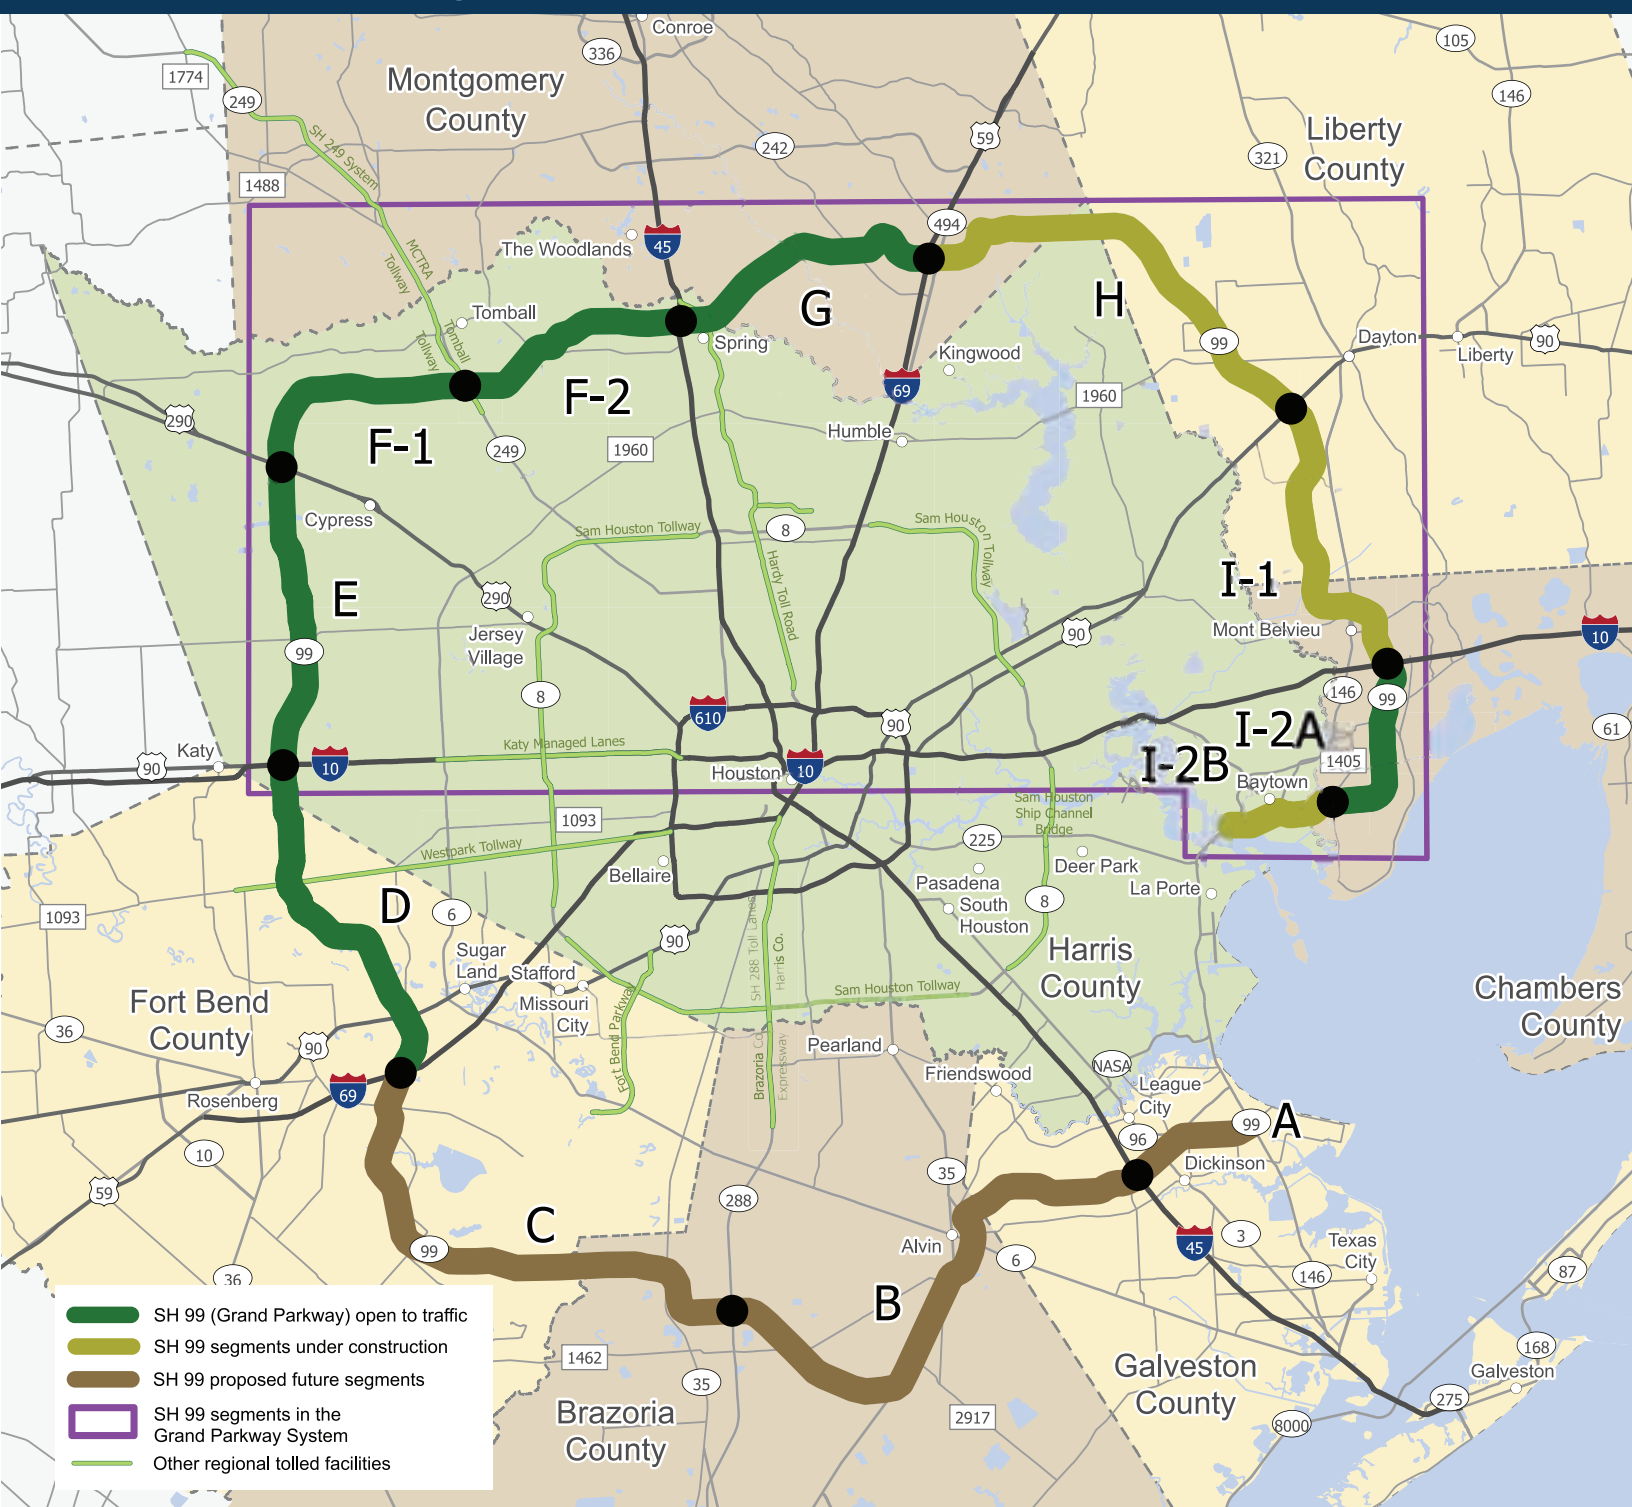 Conroe
336
105
1774
Montgomery
County
249
146
59
Liberty
County
SH 249 System
242
321
1488
494
The Woodlands
45
MCTRA
Tollway
H
G
Tomball
99
Dayton
90
Spring
Liberty
Tomball
Tollway
Kingwood
69
F-2
1960
290
Humble
F-1
249
1960
Cypress
Sam Houston Tollway
8
Sam Houston Tollway
Hardy Toll Road
E
290
I-1
Jersey
Village
90
Mont Belvieu
10
99
8
146
99
610
90
I-2A
61
Katy
Katy Managed Lanes
90
10
Houston
10
I-2B
1405
Baytown
Sam Houston
Ship Channel
Bridge
1093
225
Westpark Tollway
Bellaire
Deer Park
Pasadena
La Porte
D
6
1093
8
South
Houston
90
SH 288 Toll Lanes
Harris Co.
Sugar
Land
Stafford
Harris
County
Missouri
City
Sam Houston Tollway
Chambers
County
Fort Bend
County
36
90
Fort Bend Parkway
Brazoria Co.
Expressway
Pearland
Friendswood
NASA
League
City
69
Rosenberg
99
A
96
10
Dickinson
59
35
288
C
Alvin
45
3
Texas
City
99
6
146
87
36
B
SH 99 (Grand Parkway) open to traffic
SH 99 segments under construction
SH 99 proposed future segments
SH 99 segments in the
Grand Parkway System
Other regional tolled facilities
1462
35
168
Galveston
Galveston
County
275
Brazoria
County
2917
8000